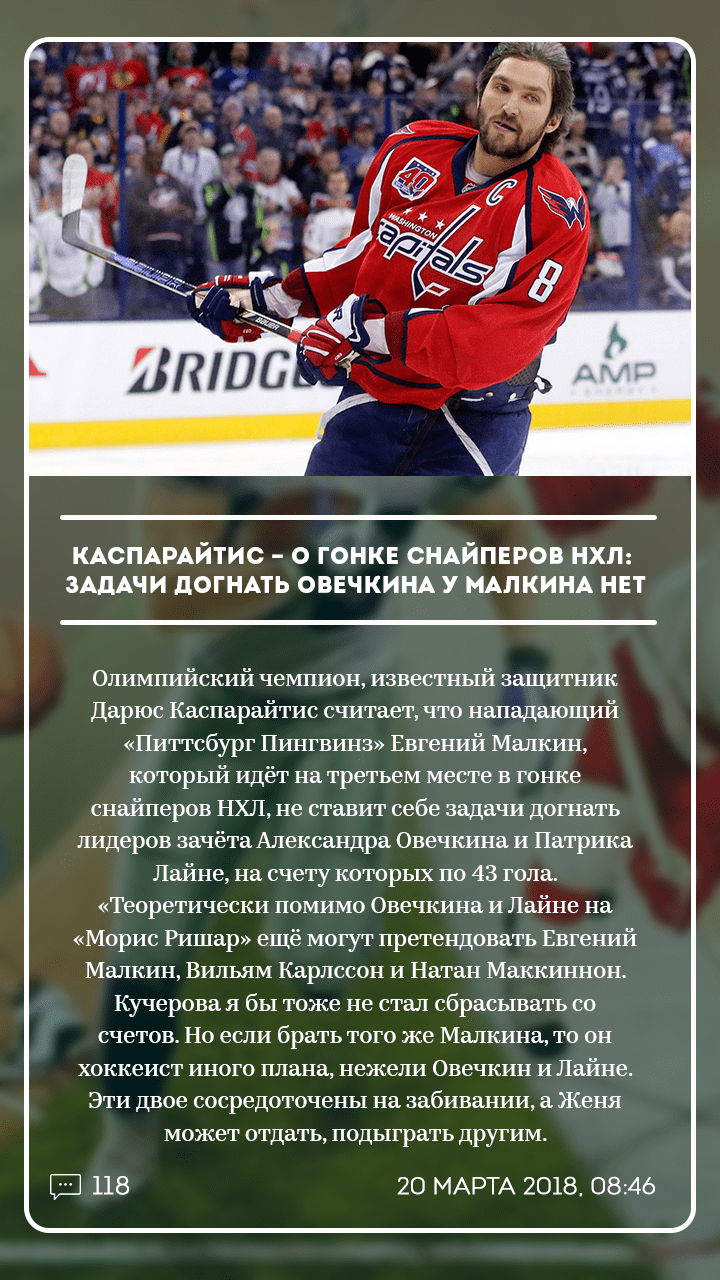 40
WASHINGTON
capitals
C
8
BAUER
BRIDG
AMP
ENERGY
КАСПАРАЙТИС – О ГОНКЕ СНАЙПЕРОВ НХЛ:
ЗАДАЧИ ДОГНАТЬ ОВЕЧКИНА У МАЛКИНА НЕТ
Олимпийский чемпион, известный защитник
Дарюс Каспарайтис считает, что нападающий
«Питтсбург Пингвинз» Евгений Малкин,
который идёт на третьем месте в гонке
снайперов НХЛ, не ставит себе задачи догнать
лидеров зачёта Александра Овечкина и Патрика
Лайне, на счету которых по 43 гола.
«Теоретически помимо Овечкина и Лайне на
«Морис Ришар» ещё могут претендовать Евгений
Малкин, Вильям Карлссон и Натан Маккиннон.
Кучерова я бы тоже не стал сбрасывать со
счетов. Но если брать того же Малкина, то он
хоккеист иного плана, нежели Овечкин и Лайне.
Эти двое сосредоточены на забивании, а Женя
может отдать, подыграть другим.
118
20 МАРТА 2018, 08:46